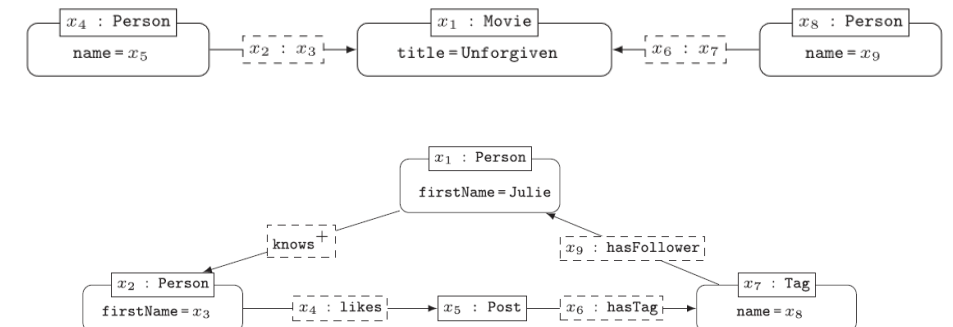 x₄ : Person x₁ : Movie x₈ : Person
name = x₅ x₂ : x₃ title = Unforgiven x₆ : x₇ name = x₉
x₁ : Person
firstName = Julie
knows⁺ x₉ : hasFollower
x₂ : Person x₇ : Tag
firstName = x₃ x₄ : likes x₅ : Post x₆ : hasTag name = x₈